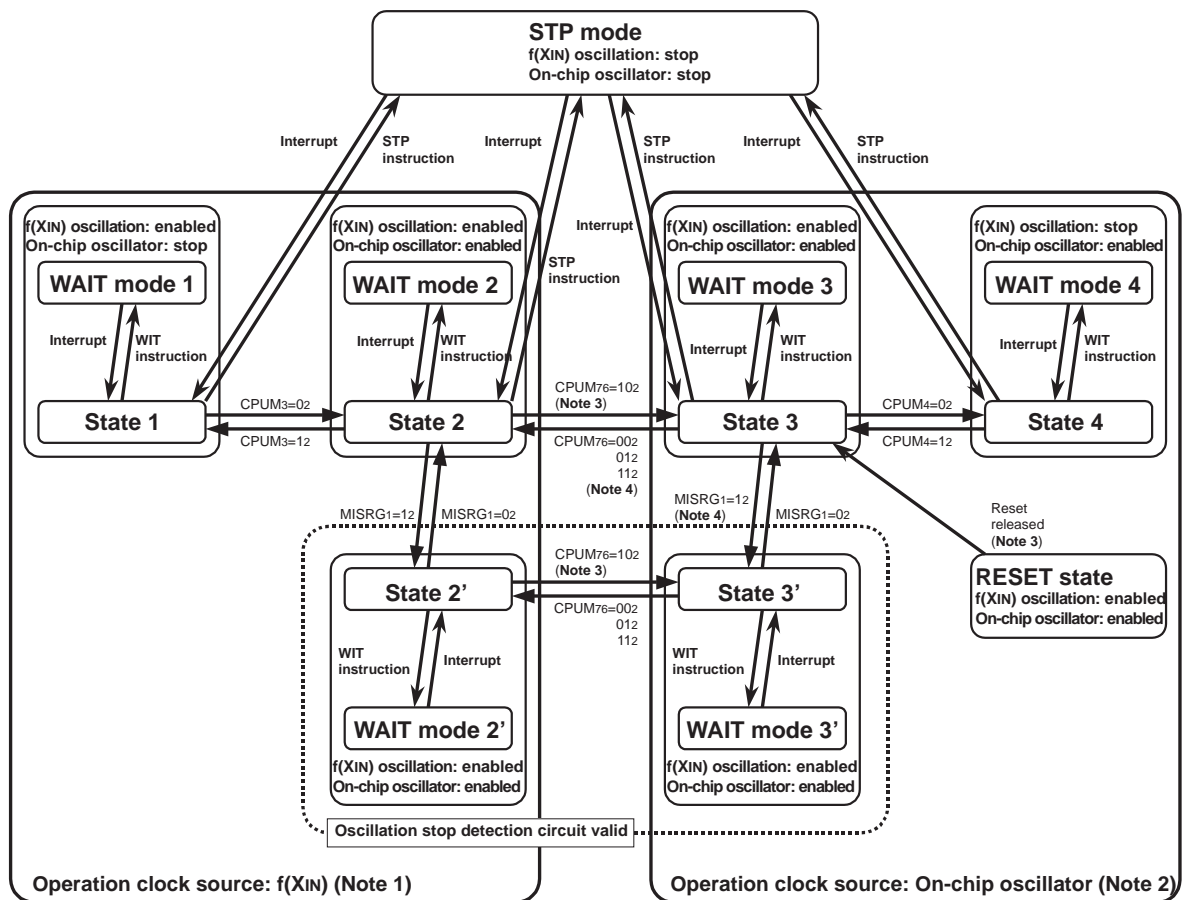 STP mode
f(XIN) oscillation: stop
On-chip oscillator: stop
Interrupt
STP
instruction
Interrupt
STP
instruction
Interrupt
STP
instruction
Interrupt
STP
instruction
f(XIN) oscillation: enabled
On-chip oscillator: stop
WAIT mode 1
Interrupt
WIT
instruction
State 1
CPUM3=02
CPUM3=12
f(XIN) oscillation: enabled
On-chip oscillator: enabled
WAIT mode 2
Interrupt
WIT
instruction
State 2
CPUM76=102
(Note 3)
CPUM76=002
012
112
(Note 4)
f(XIN) oscillation: enabled
On-chip oscillator: enabled
WAIT mode 3
Interrupt
WIT
instruction
State 3
CPUM4=02
CPUM4=12
f(XIN) oscillation: stop
On-chip oscillator: enabled
WAIT mode 4
Interrupt
WIT
instruction
State 4
MISRG1=12
MISRG1=02
MISRG1=12
(Note 4)
MISRG1=02
Reset
released
(Note 3)
RESET state
f(XIN) oscillation: enabled
On-chip oscillator: enabled
State 2’
CPUM76=102
(Note 3)
CPUM76=002
012
112
State 3’
WIT
instruction
Interrupt
WIT
instruction
Interrupt
WAIT mode 2’
f(XIN) oscillation: enabled
On-chip oscillator: enabled
WAIT mode 3’
f(XIN) oscillation: enabled
On-chip oscillator: enabled
Oscillation stop detection circuit valid
Operation clock source: f(XIN) (Note 1)
Operation clock source: On-chip oscillator (Note 2)